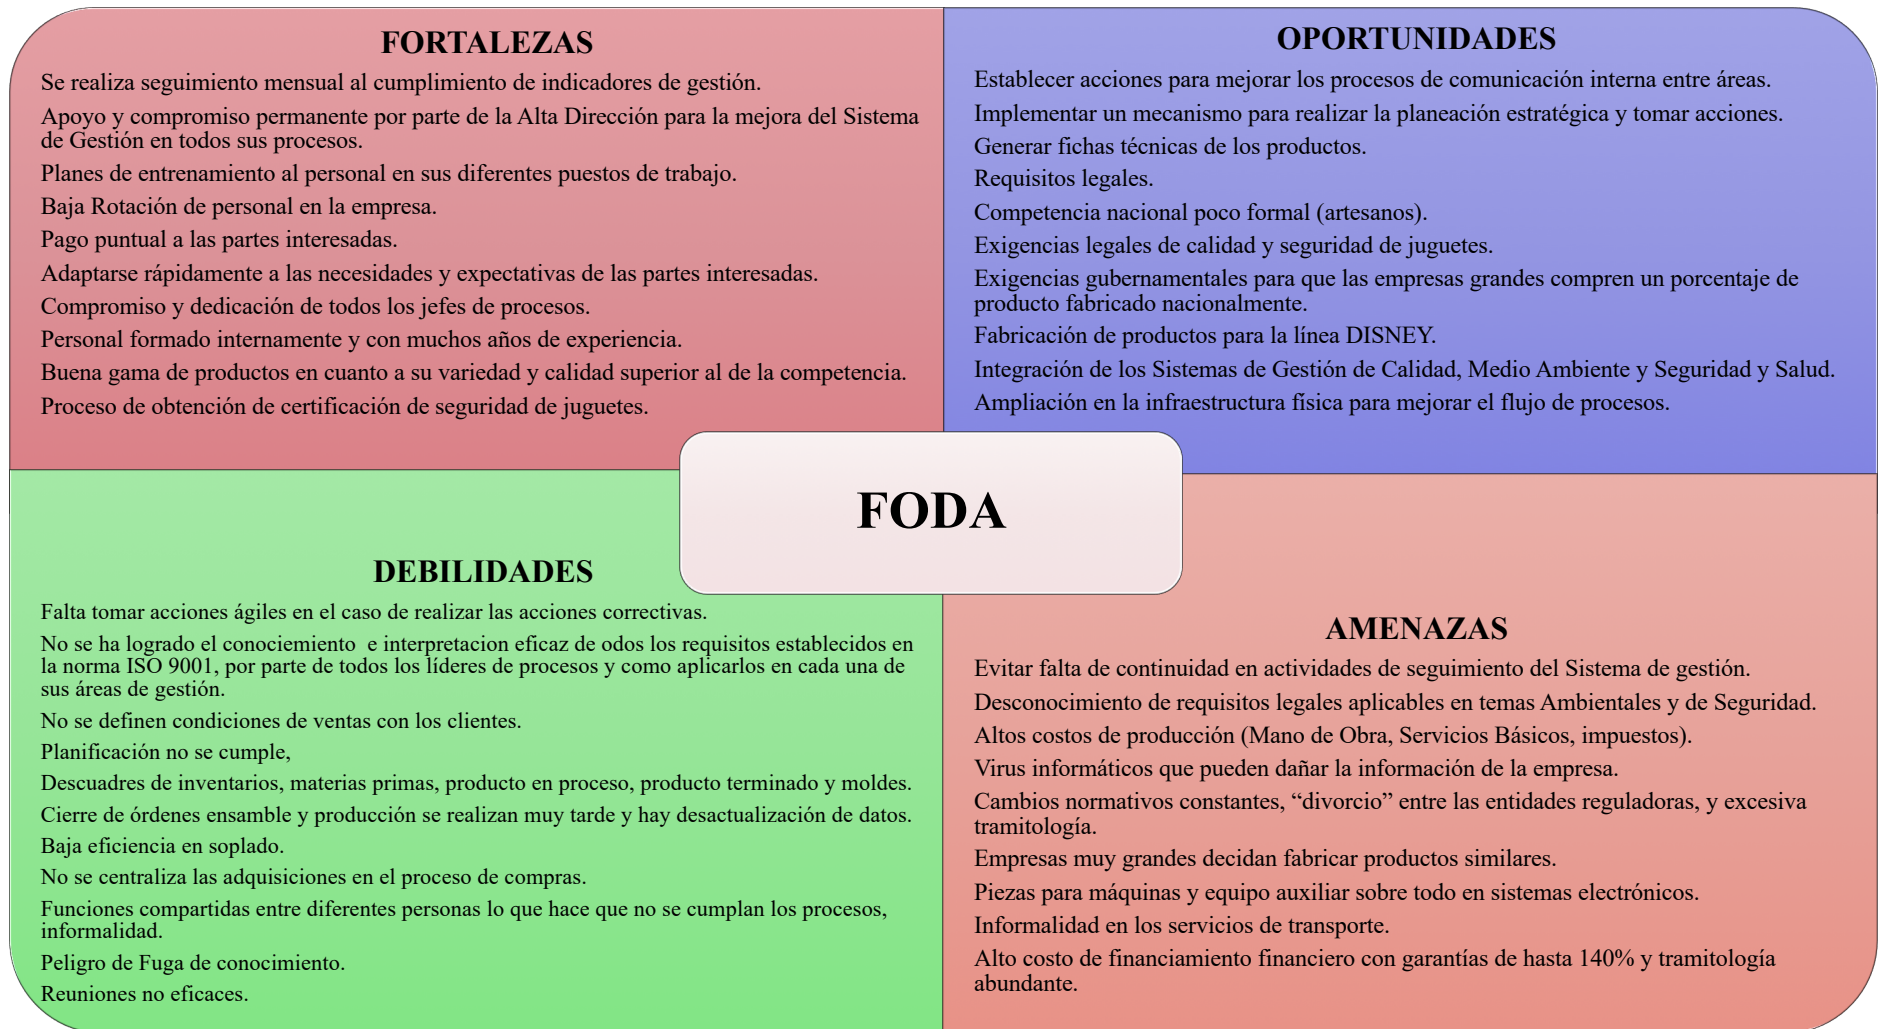 FORTALEZAS
Se realiza seguimiento mensual al cumplimiento de indicadores de gestión.
Apoyo y compromiso permanente por parte de la Alta Dirección para la mejora del Sistema
de Gestión en todos sus procesos.
Planes de entrenamiento al personal en sus diferentes puestos de trabajo.
Baja Rotación de personal en la empresa.
Pago puntual a las partes interesadas.
Adaptarse rápidamente a las necesidades y expectativas de las partes interesadas.
Compromiso y dedicación de todos los jefes de procesos.
Personal formado internamente y con muchos años de experiencia.
Buena gama de productos en cuanto a su variedad y calidad superior al de la competencia.
Proceso de obtención de certificación de seguridad de juguetes.
OPORTUNIDADES
Establecer acciones para mejorar los procesos de comunicación interna entre áreas.
Implementar un mecanismo para realizar la planeación estratégica y tomar acciones.
Generar fichas técnicas de los productos.
Requisitos legales.
Competencia nacional poco formal (artesanos).
Exigencias legales de calidad y seguridad de juguetes.
Exigencias gubernamentales para que las empresas grandes compren un porcentaje de
producto fabricado nacionalmente.
Fabricación de productos para la línea DISNEY.
Integración de los Sistemas de Gestión de Calidad, Medio Ambiente y Seguridad y Salud.
Ampliación en la infraestructura física para mejorar el flujo de procesos.
FODA
DEBILIDADES
Falta tomar acciones ágiles en el caso de realizar las acciones correctivas.
No se ha logrado el conociemiento  e interpretacion eficaz de odos los requisitos establecidos en
la norma ISO 9001, por parte de todos los líderes de procesos y como aplicarlos en cada una de
sus áreas de gestión.
No se definen condiciones de ventas con los clientes.
Planificación no se cumple,
Descuadres de inventarios, materias primas, producto en proceso, producto terminado y moldes.
Cierre de órdenes ensamble y producción se realizan muy tarde y hay desactualización de datos.
Baja eficiencia en soplado.
No se centraliza las adquisiciones en el proceso de compras.
Funciones compartidas entre diferentes personas lo que hace que no se cumplan los procesos,
informalidad.
Peligro de Fuga de conocimiento.
Reuniones no eficaces.
AMENAZAS
Evitar falta de continuidad en actividades de seguimiento del Sistema de gestión.
Desconocimiento de requisitos legales aplicables en temas Ambientales y de Seguridad.
Altos costos de producción (Mano de Obra, Servicios Básicos, impuestos).
Virus informáticos que pueden dañar la información de la empresa.
Cambios normativos constantes, “divorcio” entre las entidades reguladoras, y excesiva
tramitología.
Empresas muy grandes decidan fabricar productos similares.
Piezas para máquinas y equipo auxiliar sobre todo en sistemas electrónicos.
Informalidad en los servicios de transporte.
Alto costo de financiamiento financiero con garantías de hasta 140% y tramitología
abundante.